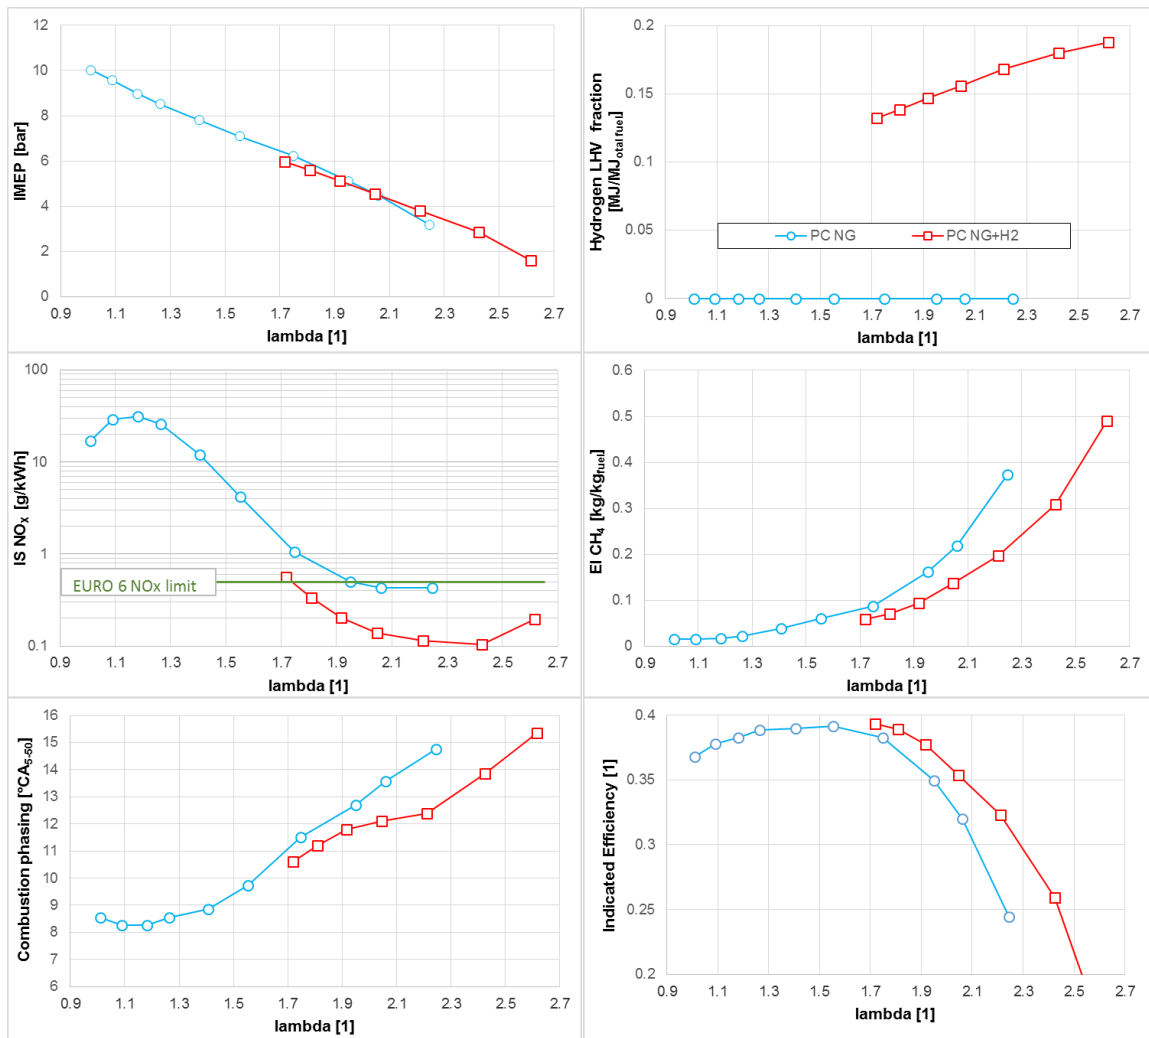 12
10
8
6
4
2
0
IMEP [bar]
0.9 1.1 1.3 1.5 1.7 1.9 2.1 2.3 2.5 2.7
lambda [1]
0.2
0.15
0.1
0.05
0
Hydrogen LHV fraction
[MJ/MJotal fuel]
PC NG PC NG+H2
0.9 1.1 1.3 1.5 1.7 1.9 2.1 2.3 2.5 2.7
lambda [1]
100
10
1
0.1
IS NOX [g/kWh]
EURO 6 NOx limit
0.9 1.1 1.3 1.5 1.7 1.9 2.1 2.3 2.5 2.7
lambda [1]
0.6
0.5
0.4
0.3
0.2
0.1
0
EI CH4 [kg/kgfuel]
0.9 1.1 1.3 1.5 1.7 1.9 2.1 2.3 2.5 2.7
lambda [1]
16
15
14
13
12
11
10
9
8
7
6
Combustion phasing [°CA5-50]
0.9 1.1 1.3 1.5 1.7 1.9 2.1 2.3 2.5 2.7
lambda [1]
0.4
0.35
0.3
0.25
0.2
Indicated Efficiency [1]
0.9 1.1 1.3 1.5 1.7 1.9 2.1 2.3 2.5 2.7
lambda [1]